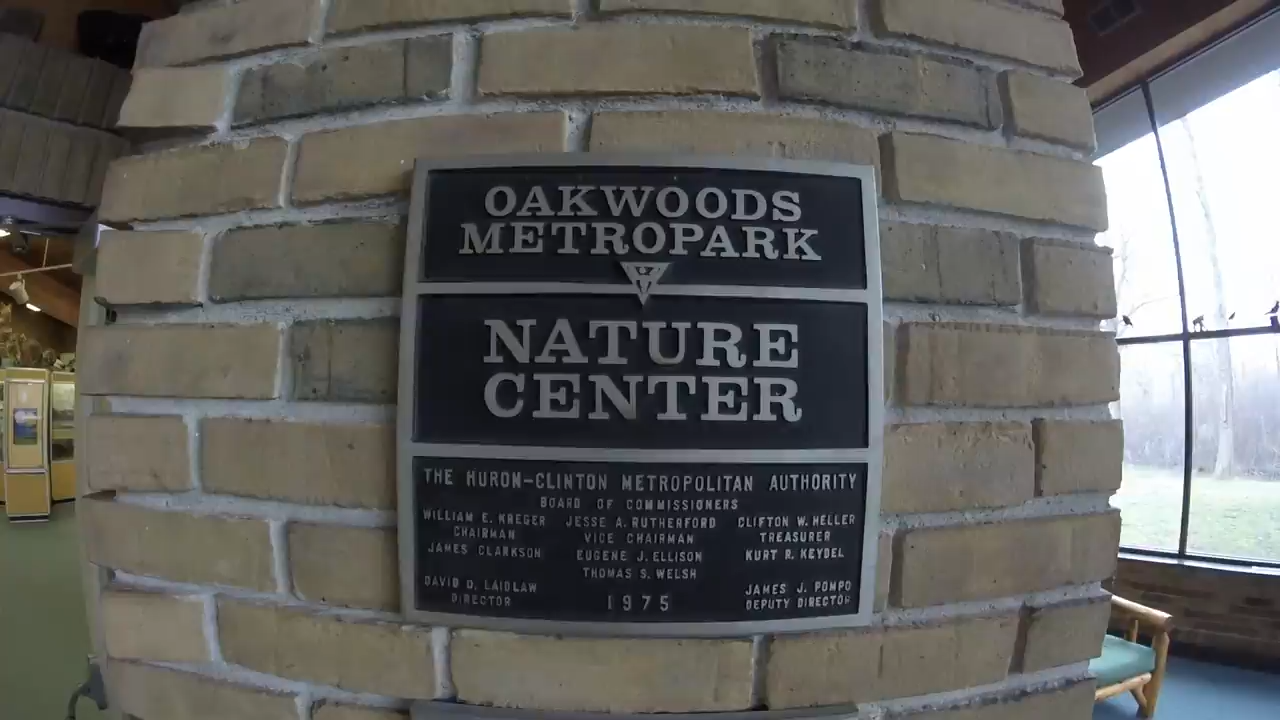 OAKWOODS
METROPARK
NATURE
CENTER
THE HURON-CLINTON METROPOLITAN AUTHORITY
BOARD OF COMMISSIONERS
WILLIAM E. KREGER JESSE A. RUTHERFORD CLIFTON W. HELLER
CHAIRMAN VICE CHAIRMAN TREASURER
JAMES CLARKSON EUGENE J. ELLISON KURT R. KEYDEL
THOMAS S. WELSH
DAVID O. LAIDLAW JAMES J. POMPO
DIRECTOR 1975 DEPUTY DIRECTOR